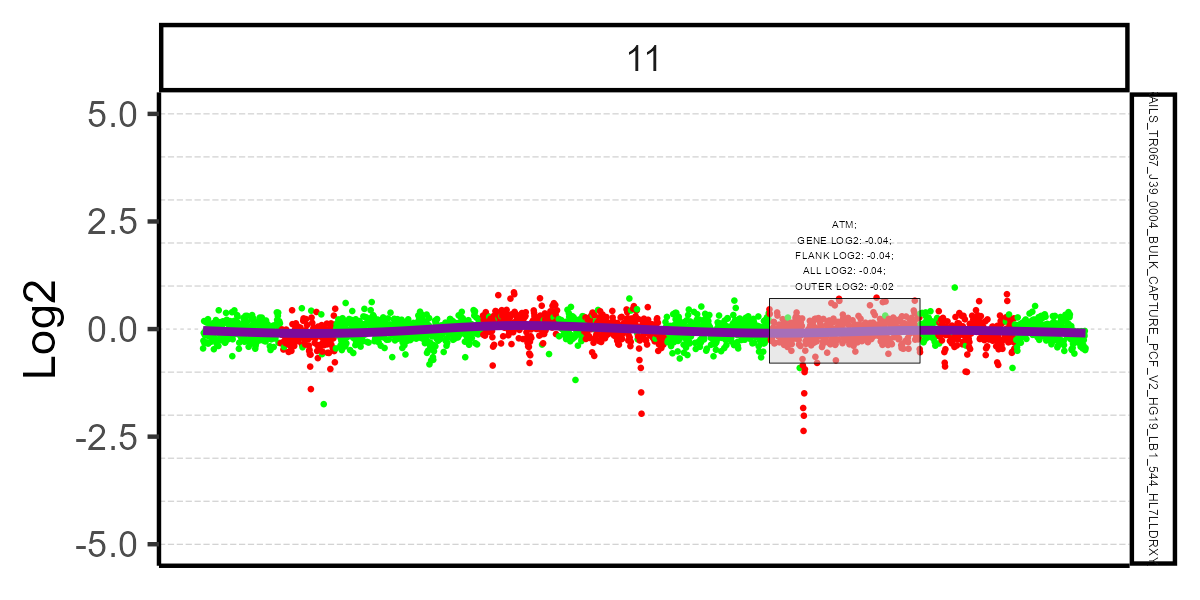 11
5.0
2.5
0.0
-2.5
-5.0
Log2
ATM;
GENE LOG2: -0.04;
FLANK LOG2: -0.04;
ALL LOG2: -0.04;
OUTER LOG2: -0.02
AILS_TR067_J39_0004_BULK_CAPTURE_PCF_V2_HG19_LB1_544_HL7LLDRXY